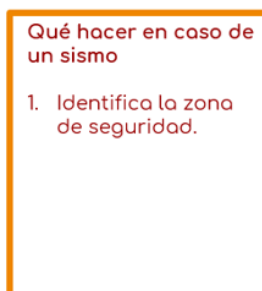 Qué hacer en caso de
un sismo
1. Identifica la zona
de seguridad.